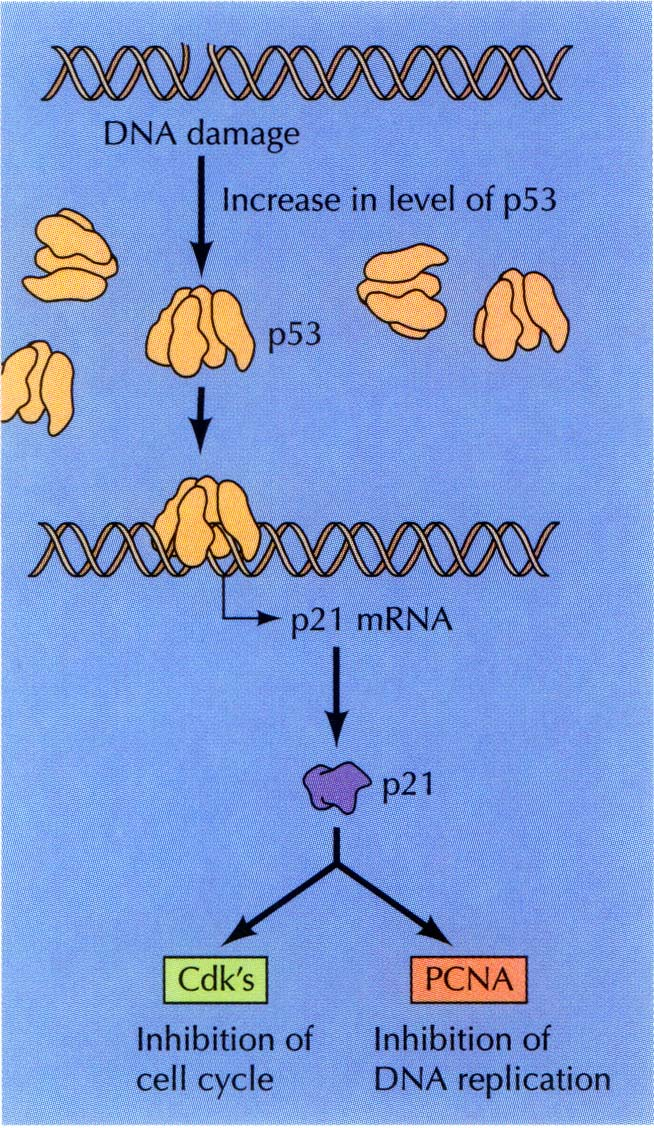 DNA damage
Increase in level of p53
p53
p21 mRNA
p21
Cdk's
PCNA
Inhibition of
cell cycle
Inhibition of
DNA replication